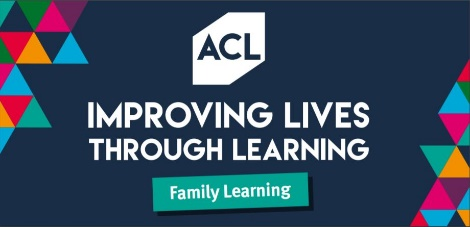 ACL
IMPROVING LIVES
THROUGH LEARNING
Family Learning